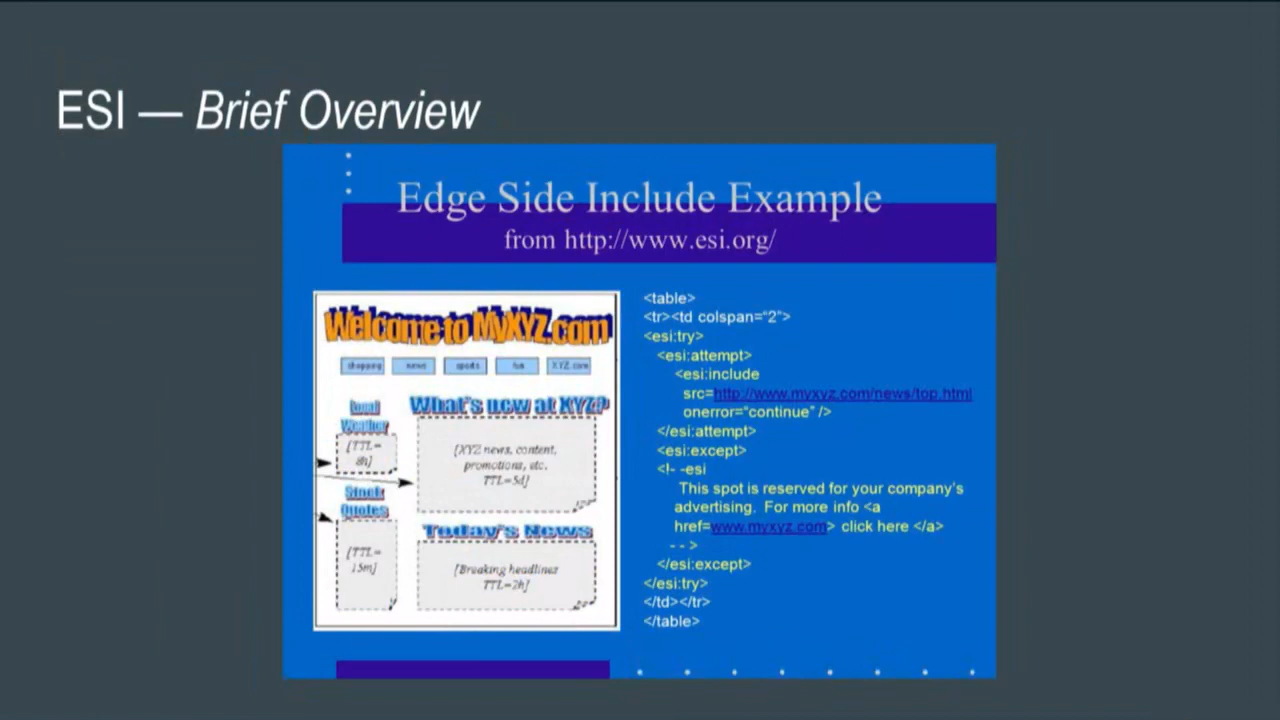 ESI — Brief Overview
Edge Side Include Example
from http://www.esi.org/
Welcome to MyXYZ.com
shopping news sports fun XYZ.com
Local
Weather
[TTL=
8h]
Stock
Quotes
[TTL=
15m]
What's new at XYZ?
[XYZ news, content,
promotions, etc.
TTL=5d]
Today's News
[Breaking headlines
TTL=2h]
<table>
<tr><td colspan=“2”>
<esi:try>
<esi:attempt>
<esi:include
src=http://www.myxyz.com/news/top.html
onerror=“continue” />
</esi:attempt>
<esi:except>
<!- -esi
This spot is reserved for your company’s
advertising. For more info <a
href=www.myxyz.com> click here </a>
- - >
</esi:except>
</esi:try>
</td></tr>
</table>